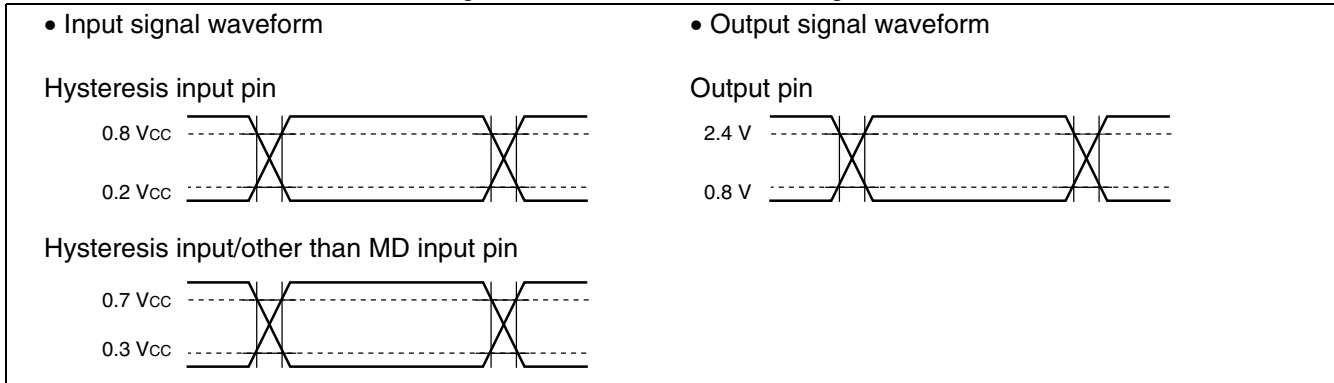 • Input signal waveform
Hysteresis input pin
0.8 Vcc
0.2 Vcc
Hysteresis input/other than MD input pin
0.7 Vcc
0.3 Vcc
• Output signal waveform
Output pin
2.4 V
0.8 V